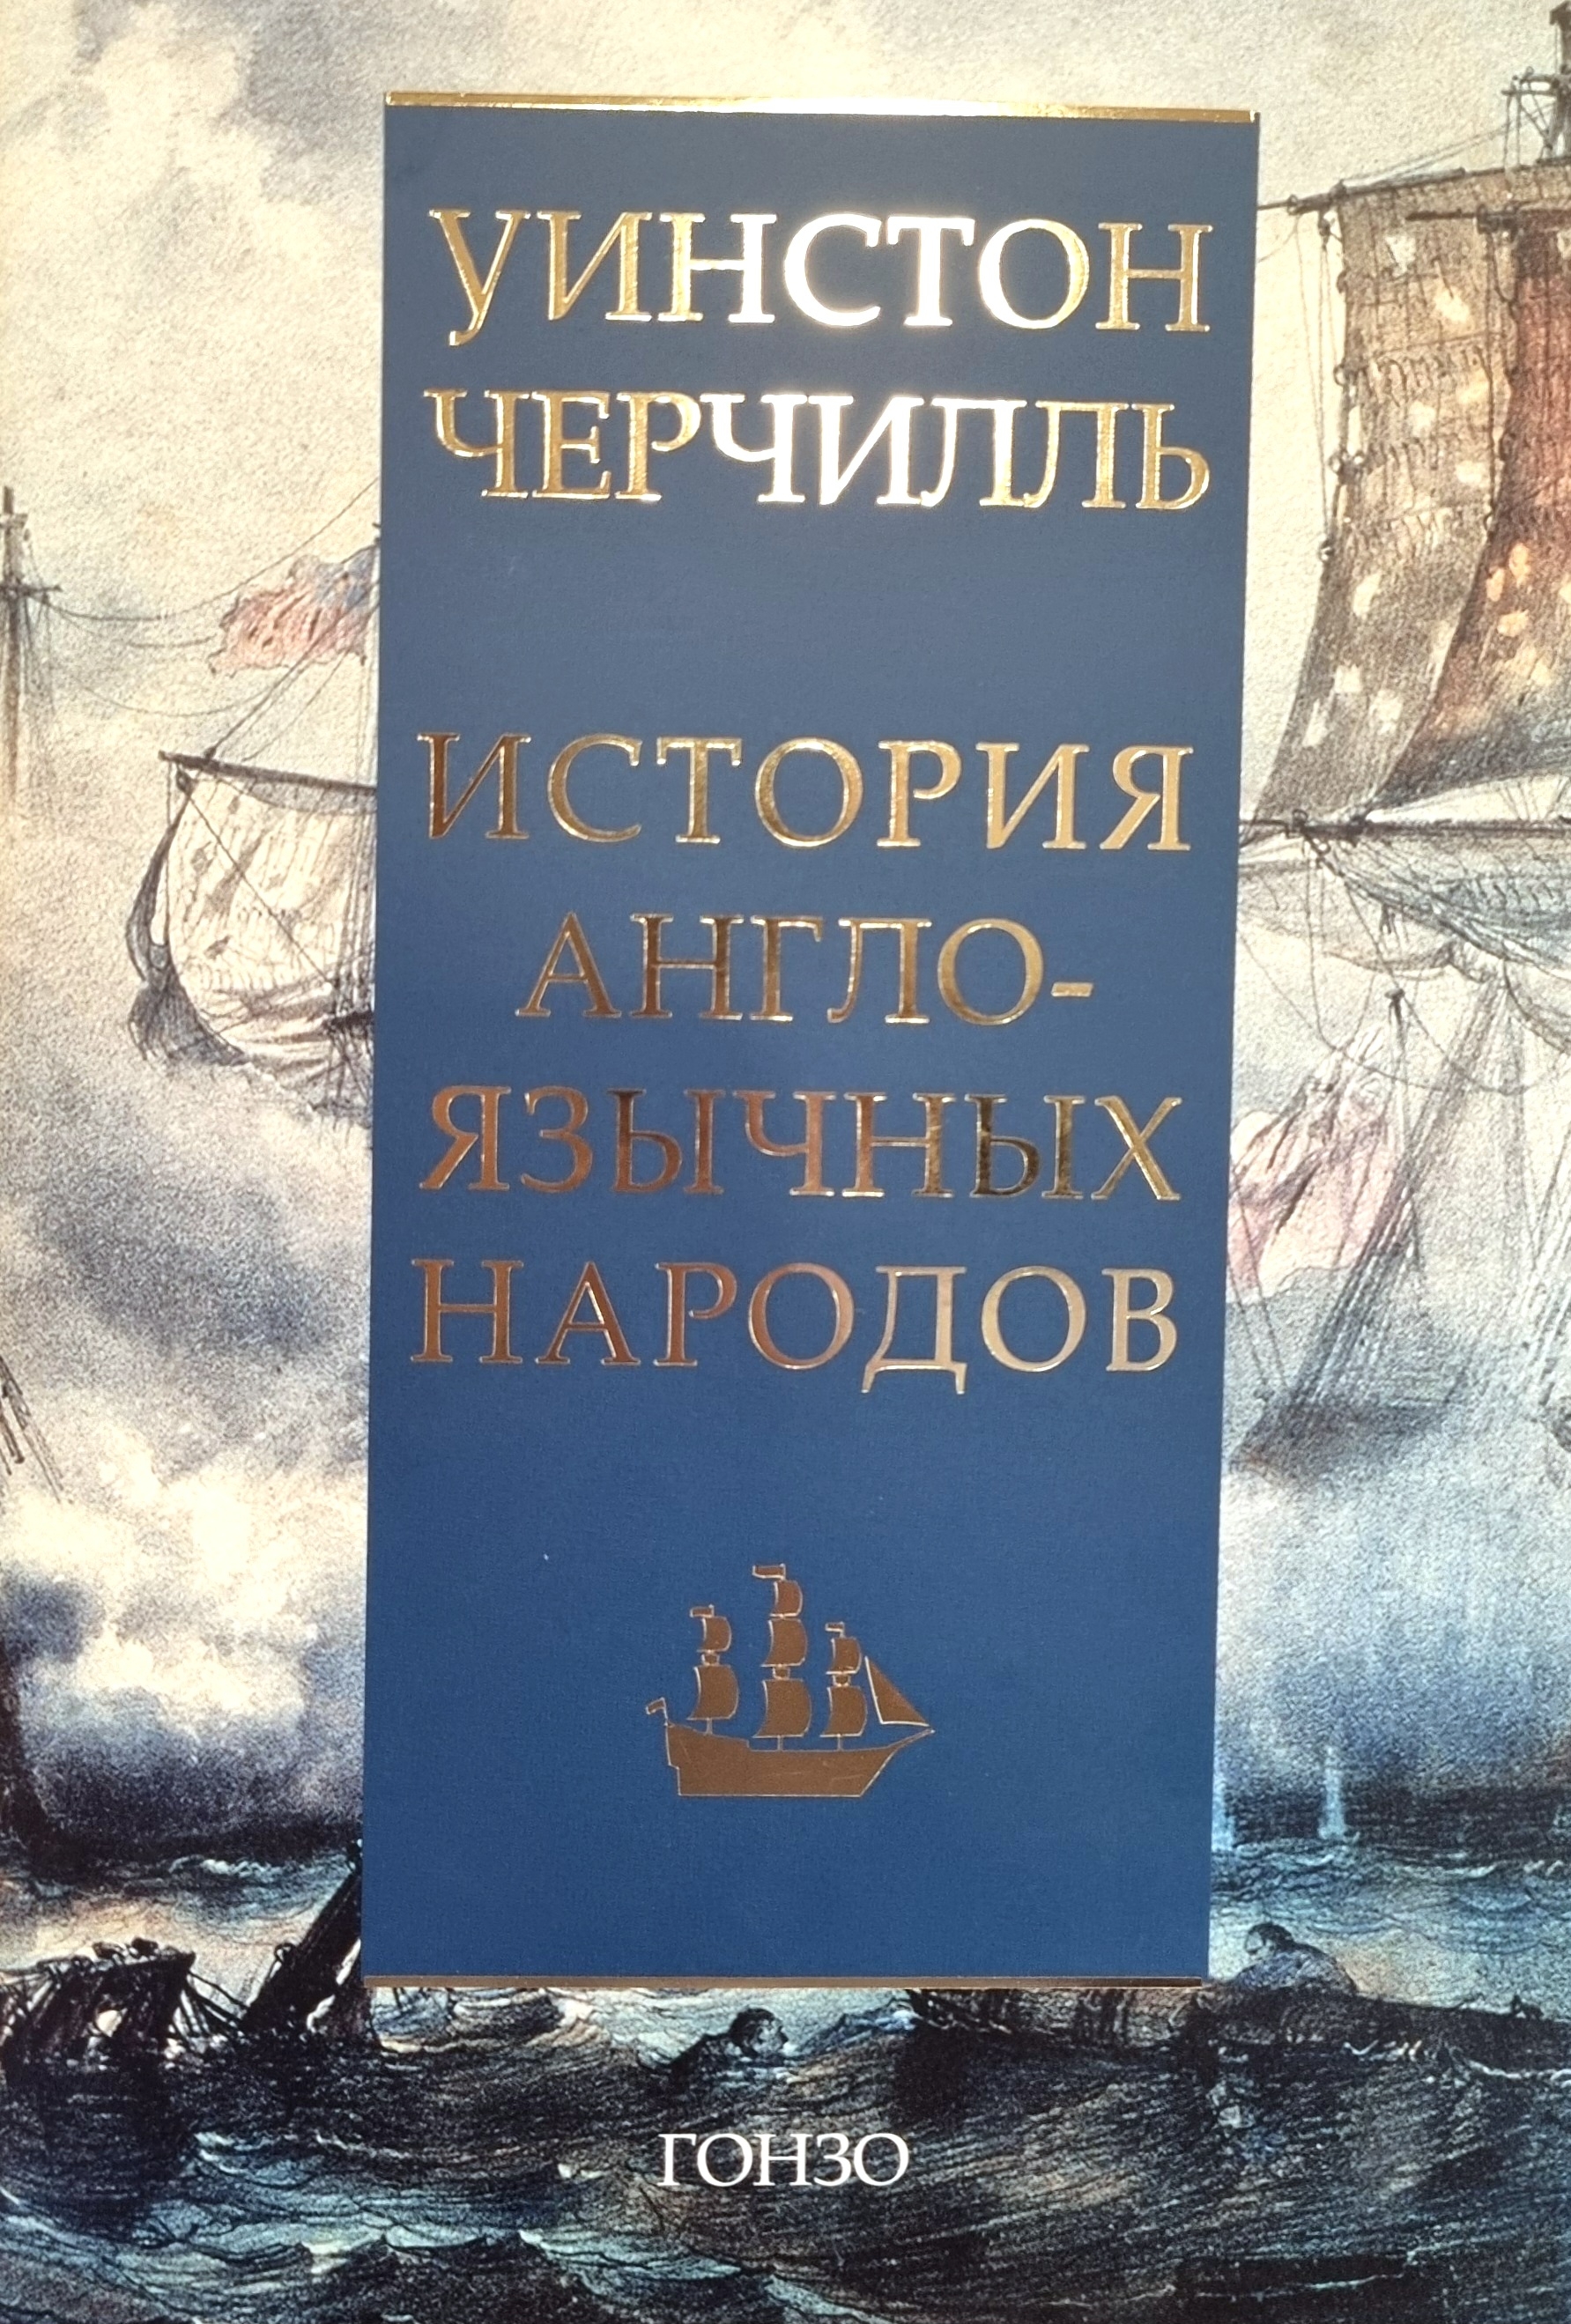 УИНСТОН
ЧЕРЧИЛЛЬ
ИСТОРИЯ
АНГЛО-
ЯЗЫЧНЫХ
НАРОДОВ
ГОНЗО